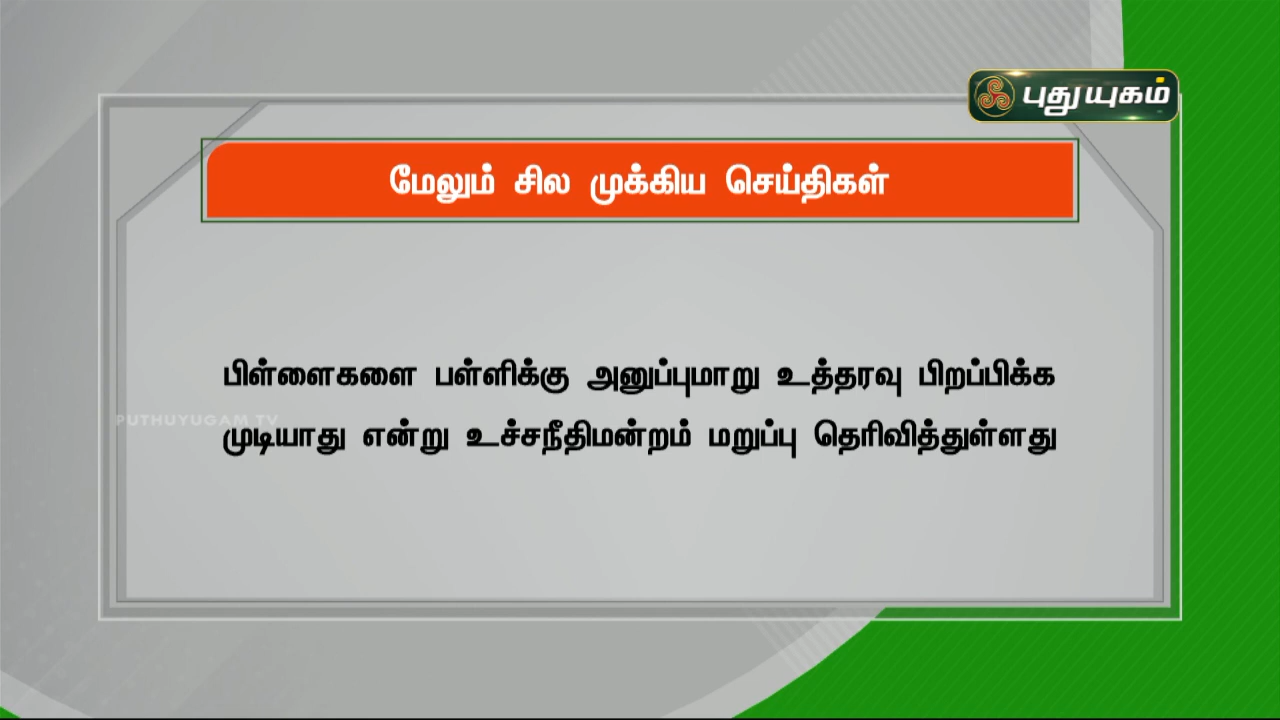 புதுயுகம்
மேலும் சில முக்கிய செய்திகள்
பிள்ளைகளை பள்ளிக்கு அனுப்புமாறு உத்தரவு பிறப்பிக்க
முடியாது என்று உச்சநீதிமன்றம் மறுப்பு தெரிவித்துள்ளது
PUTHUYUGAM TV